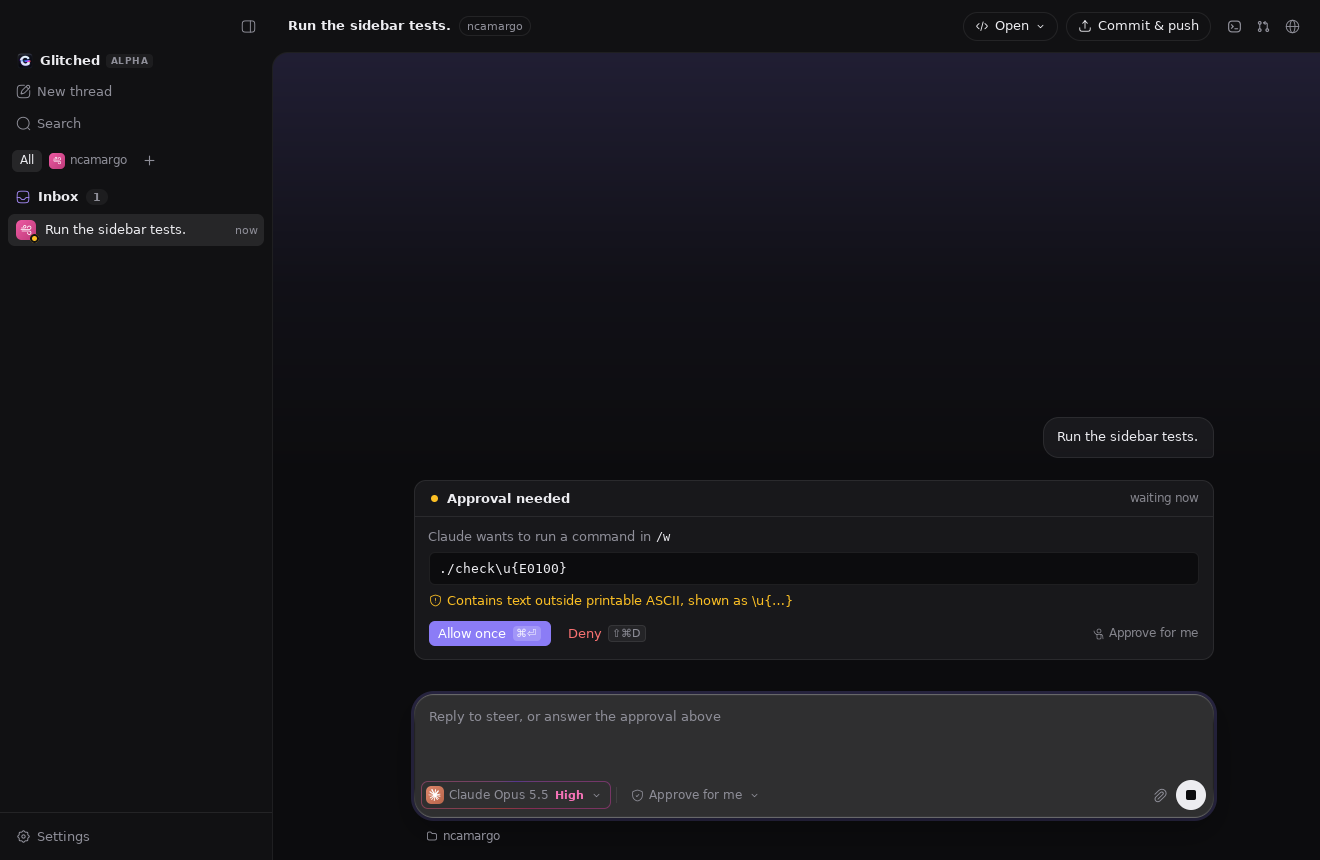 Run the sidebar tests. ncamargo
Open
Commit & push
Glitched ALPHA
New thread
Search
All ncamargo
Inbox 1
Run the sidebar tests. now
Run the sidebar tests.
Approval needed waiting now
Claude wants to run a command in /w
./check\u{E0100}
Contains text outside printable ASCII, shown as \u{…}
Allow once ⌘⏎ Deny ⇧⌘D Approve for me
Reply to steer, or answer the approval above
Claude Opus 5.5 High Approve for me
ncamargo
Settings